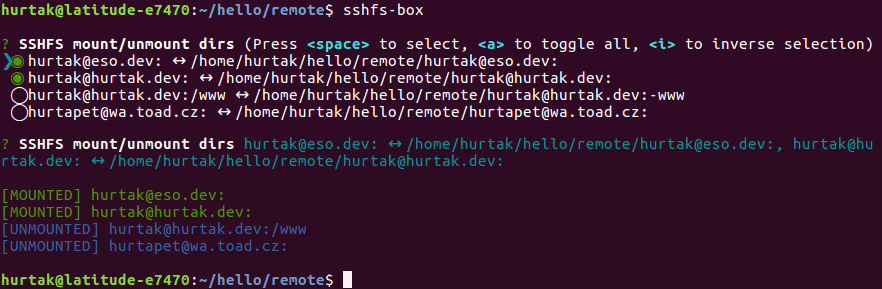 hurtak@latitude-e7470:~/hello/remote$ sshfs-box
? SSHFS mount/unmount dirs (Press <space> to select, <a> to toggle all, <i> to inverse selection)
❯◉ hurtak@eso.dev: ↔ /home/hurtak/hello/remote/hurtak@eso.dev:
◉ hurtak@hurtak.dev: ↔ /home/hurtak/hello/remote/hurtak@hurtak.dev:
◯ hurtak@hurtak.dev:/www ↔ /home/hurtak/hello/remote/hurtak@hurtak.dev:-www
◯ hurtapet@wa.toad.cz: ↔ /home/hurtak/hello/remote/hurtapet@wa.toad.cz:
? SSHFS mount/unmount dirs hurtak@eso.dev: ↔ /home/hurtak/hello/remote/hurtak@eso.dev:, hurtak@hu
rtak.dev: ↔ /home/hurtak/hello/remote/hurtak@hurtak.dev:
[MOUNTED] hurtak@eso.dev:
[MOUNTED] hurtak@hurtak.dev:
[UNMOUNTED] hurtak@hurtak.dev:/www
[UNMOUNTED] hurtapet@wa.toad.cz:
hurtak@latitude-e7470:~/hello/remote$